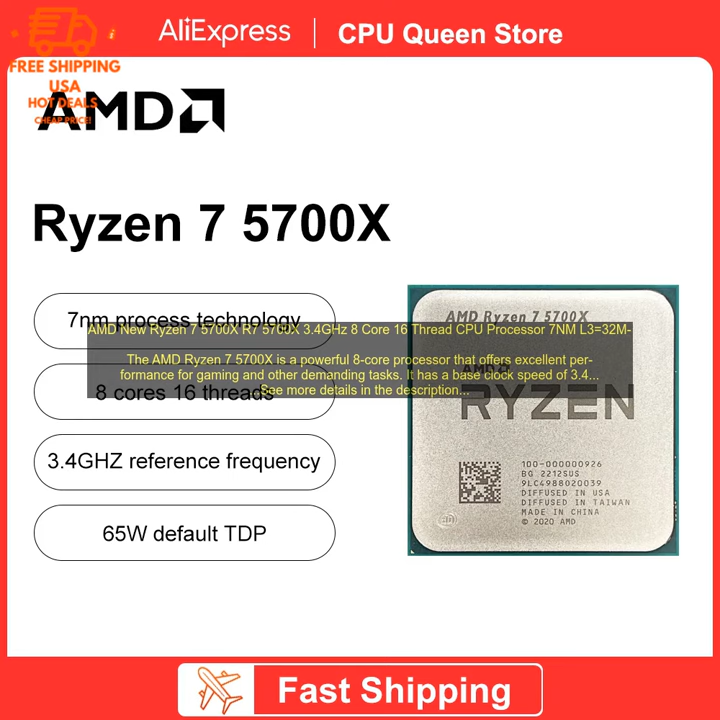 AliExpress
CPU Queen Store
FREE SHIPPING
USA
HOT DEALS
CHEAP PRICE!
AMD
Ryzen 7 5700X
7nm process technology
AMD New Ryzen 7 5700X R7 5700X 3.4GHz 8 Core 16 Thread CPU Processor 7NM L3=32M-
The AMD Ryzen 7 5700X is a powerful 8-core processor that offers excellent per-
formance for gaming and other demanding tasks. It has a base clock speed of 3.4...
...See more details in the description...
8 cores 16 threads
3.4GHZ reference frequency
65W default TDP
AMD Ryzen 7 5700X
AMD
RYZEN
100-000000926
BG 2212SUS
9LC4988020039
DIFFUSED IN USA
DIFFUSED IN TAIWAN
MADE IN CHINA
© 2020 AMD
Fast Shipping